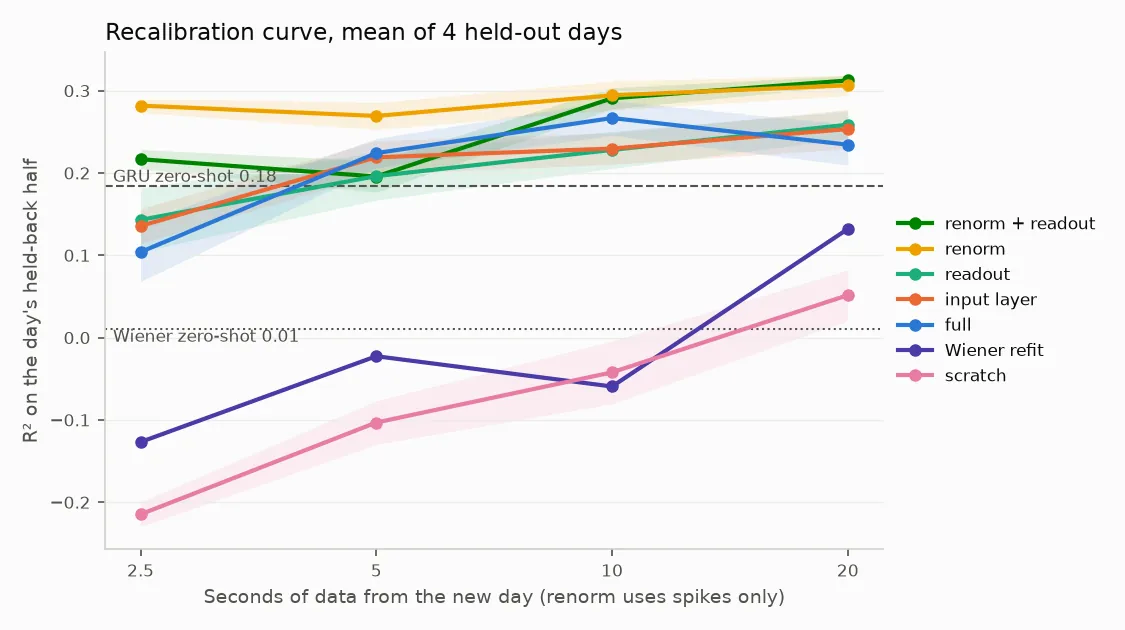 Recalibration curve, mean of 4 held-out days
R² on the day's held-back half
0.3
0.2
0.1
0.0
−0.1
−0.2
GRU zero-shot 0.18
Wiener zero-shot 0.01
2.5
5
10
20
Seconds of data from the new day (renorm uses spikes only)
renorm + readout
renorm
readout
input layer
full
Wiener refit
scratch